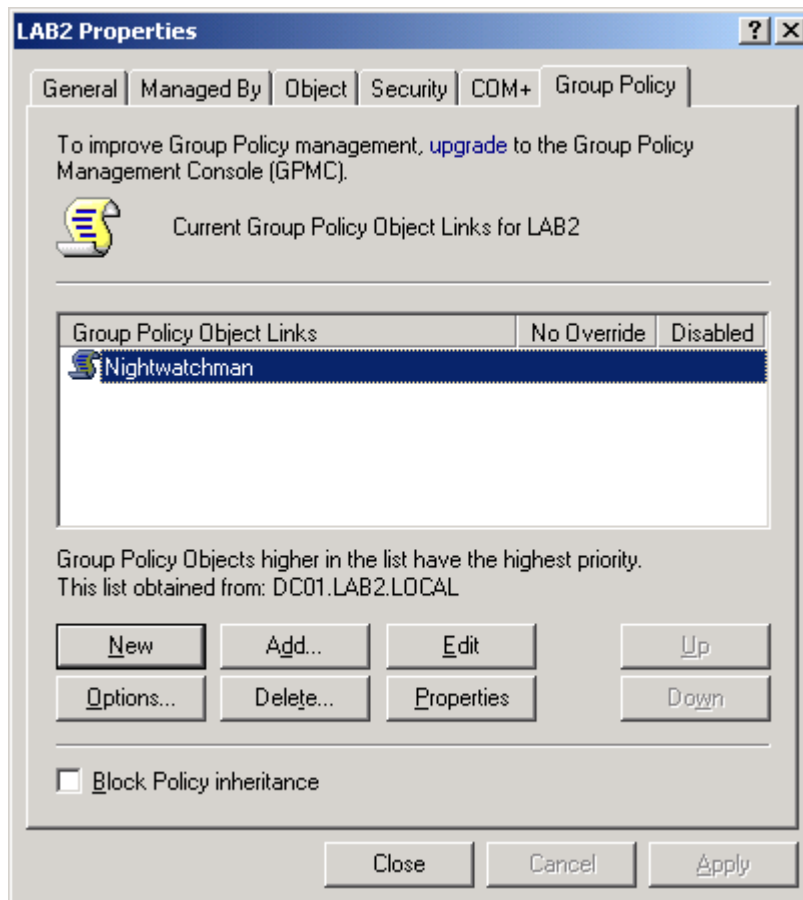 LAB2 Properties
General Managed By Object Security COM+ Group Policy
To improve Group Policy management, upgrade to the Group Policy
Management Console (GPMC).
Current Group Policy Object Links for LAB2
Group Policy Object Links No Override Disabled
Nightwatchman
Group Policy Objects higher in the list have the highest priority.
This list obtained from: DC01.LAB2.LOCAL
New Add... Edit Up
Options... Delete... Properties Down
Block Policy inheritance
Close Cancel Apply